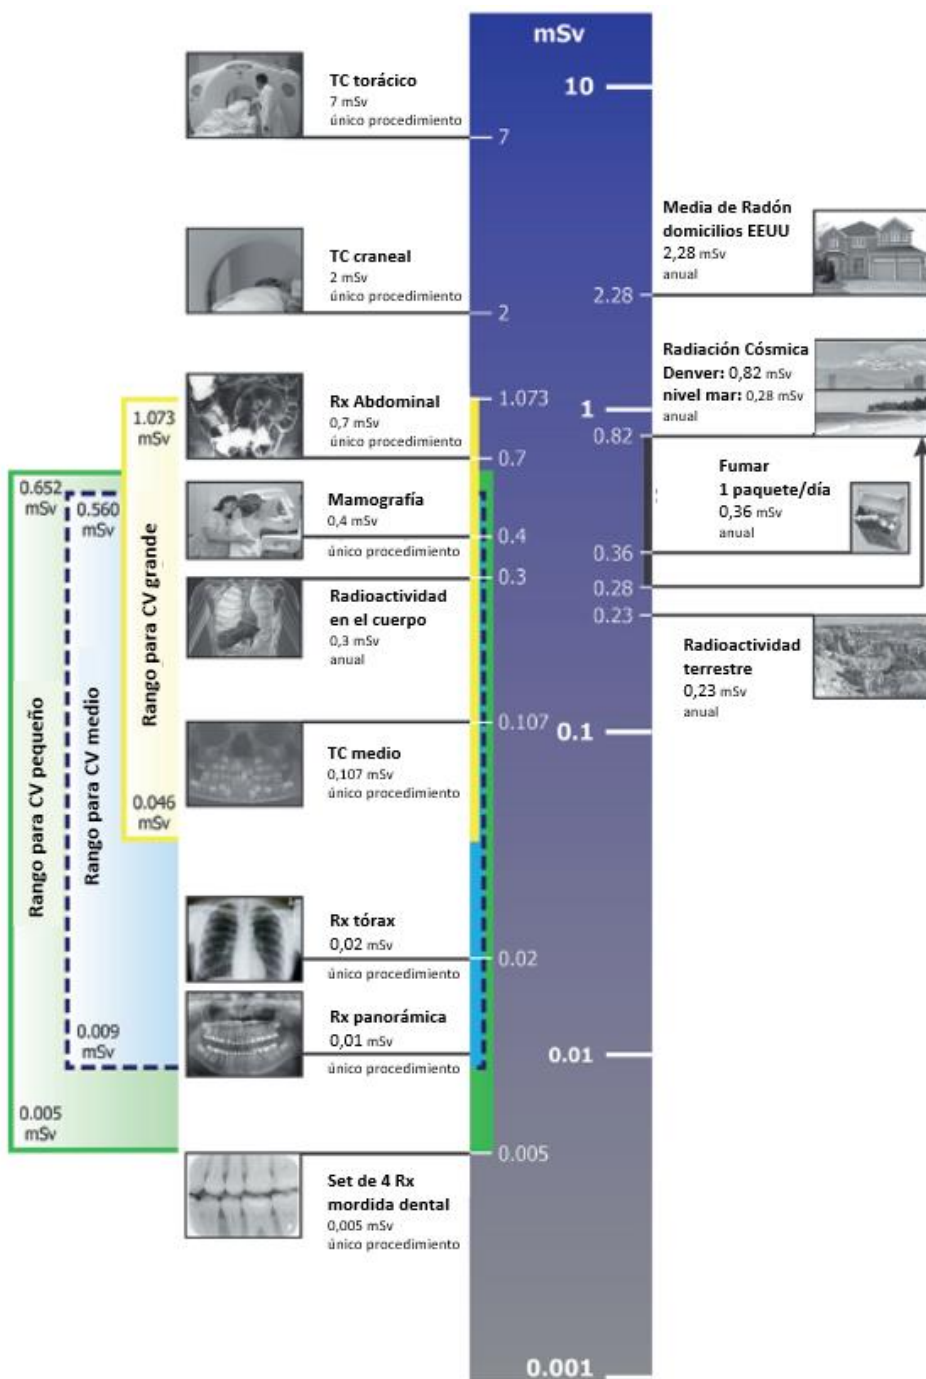 mSv
10
TC torácico
7 mSv
único procedimiento
7
Media de Radón
domicilios EEUU
2,28 mSv
anual
2.28
TC craneal
2 mSv
único procedimiento
2
Radiación Cósmica
Denver: 0,82 mSv
nivel mar: 0,28 mSv
anual
Rx Abdominal
0,7 mSv
único procedimiento
1.073
1
0.82
0.7
1.073
mSv
Rango para CV grande
0.046
mSv
0.652
mSv
Rango para CV pequeño
0.005
mSv
0.560
mSv
Rango para CV medio
0.009
mSv
Fumar
1 paquete/día
0,36 mSv
anual
Mamografía
0,4 mSv
único procedimiento
0.4
0.36
0.3
0.28
0.23
Radioactividad
en el cuerpo
0,3 mSv
anual
Radioactividad
terrestre
0,23 mSv
anual
0.107
0.1
TC medio
0,107 mSv
único procedimiento
Rx tórax
0,02 mSv
único procedimiento
0.02
Rx panorámica
0,01 mSv
único procedimiento
0.01
0.005
Set de 4 Rx
mordida dental
0,005 mSv
único procedimiento
0.001